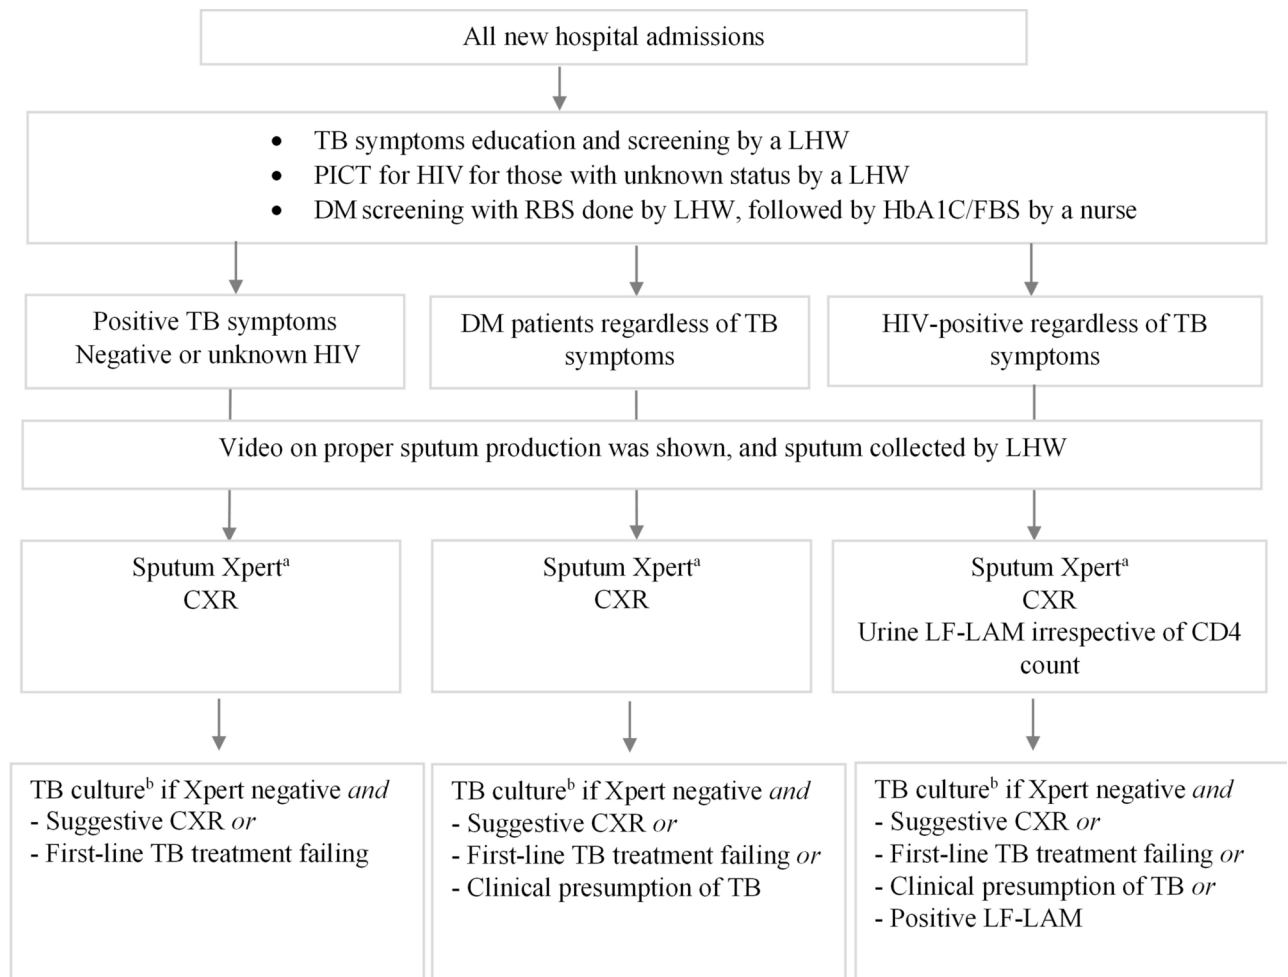 All new hospital admissions
• TB symptoms education and screening by a LHW
• PICT for HIV for those with unknown status by a LHW
• DM screening with RBS done by LHW, followed by HbA1C/FBS by a nurse
Positive TB symptoms
Negative or unknown HIV
DM patients regardless of TB
symptoms
HIV-positive regardless of TB
symptoms
Video on proper sputum production was shown, and sputum collected by LHW
Sputum Xpertᵃ
CXR
Sputum Xpertᵃ
CXR
Sputum Xpertᵃ
CXR
Urine LF-LAM irrespective of CD4
count
TB cultureᵇ if Xpert negative and
- Suggestive CXR or
- First-line TB treatment failing
TB cultureᵇ if Xpert negative and
- Suggestive CXR or
- First-line TB treatment failing or
- Clinical presumption of TB
TB cultureᵇ if Xpert negative and
- Suggestive CXR or
- First-line TB treatment failing or
- Clinical presumption of TB or
- Positive LF-LAM